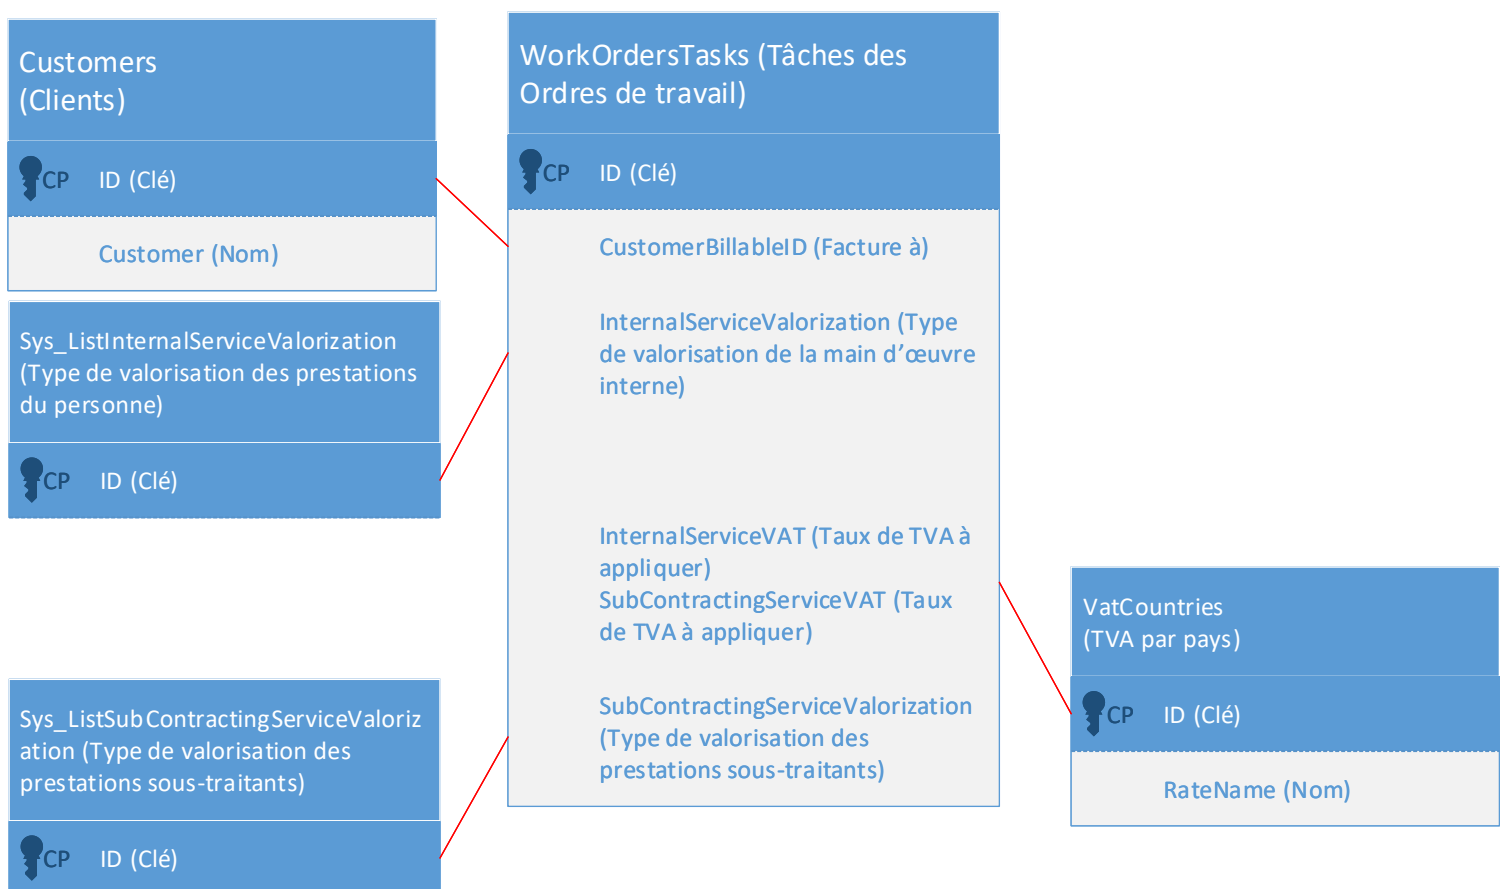 Customers
(Clients)
CP ID (Clé)
Customer (Nom)
Sys_ListInternalServiceValorization
(Type de valorisation des prestations
du personne)
CP ID (Clé)
Sys_ListSubContractingServiceValoriz
ation (Type de valorisation des
prestations sous-traitants)
CP ID (Clé)
WorkOrdersTasks (Tâches des
Ordres de travail)
CP ID (Clé)
CustomerBillableID (Facture à)
InternalServiceValorization (Type
de valorisation de la main d’œuvre
interne)
InternalServiceVAT (Taux de TVA à
appliquer)
SubContractingServiceVAT (Taux
de TVA à appliquer)
SubContractingServiceValorization
(Type de valorisation des
prestations sous-traitants)
VatCountries
(TVA par pays)
CP ID (Clé)
RateName (Nom)